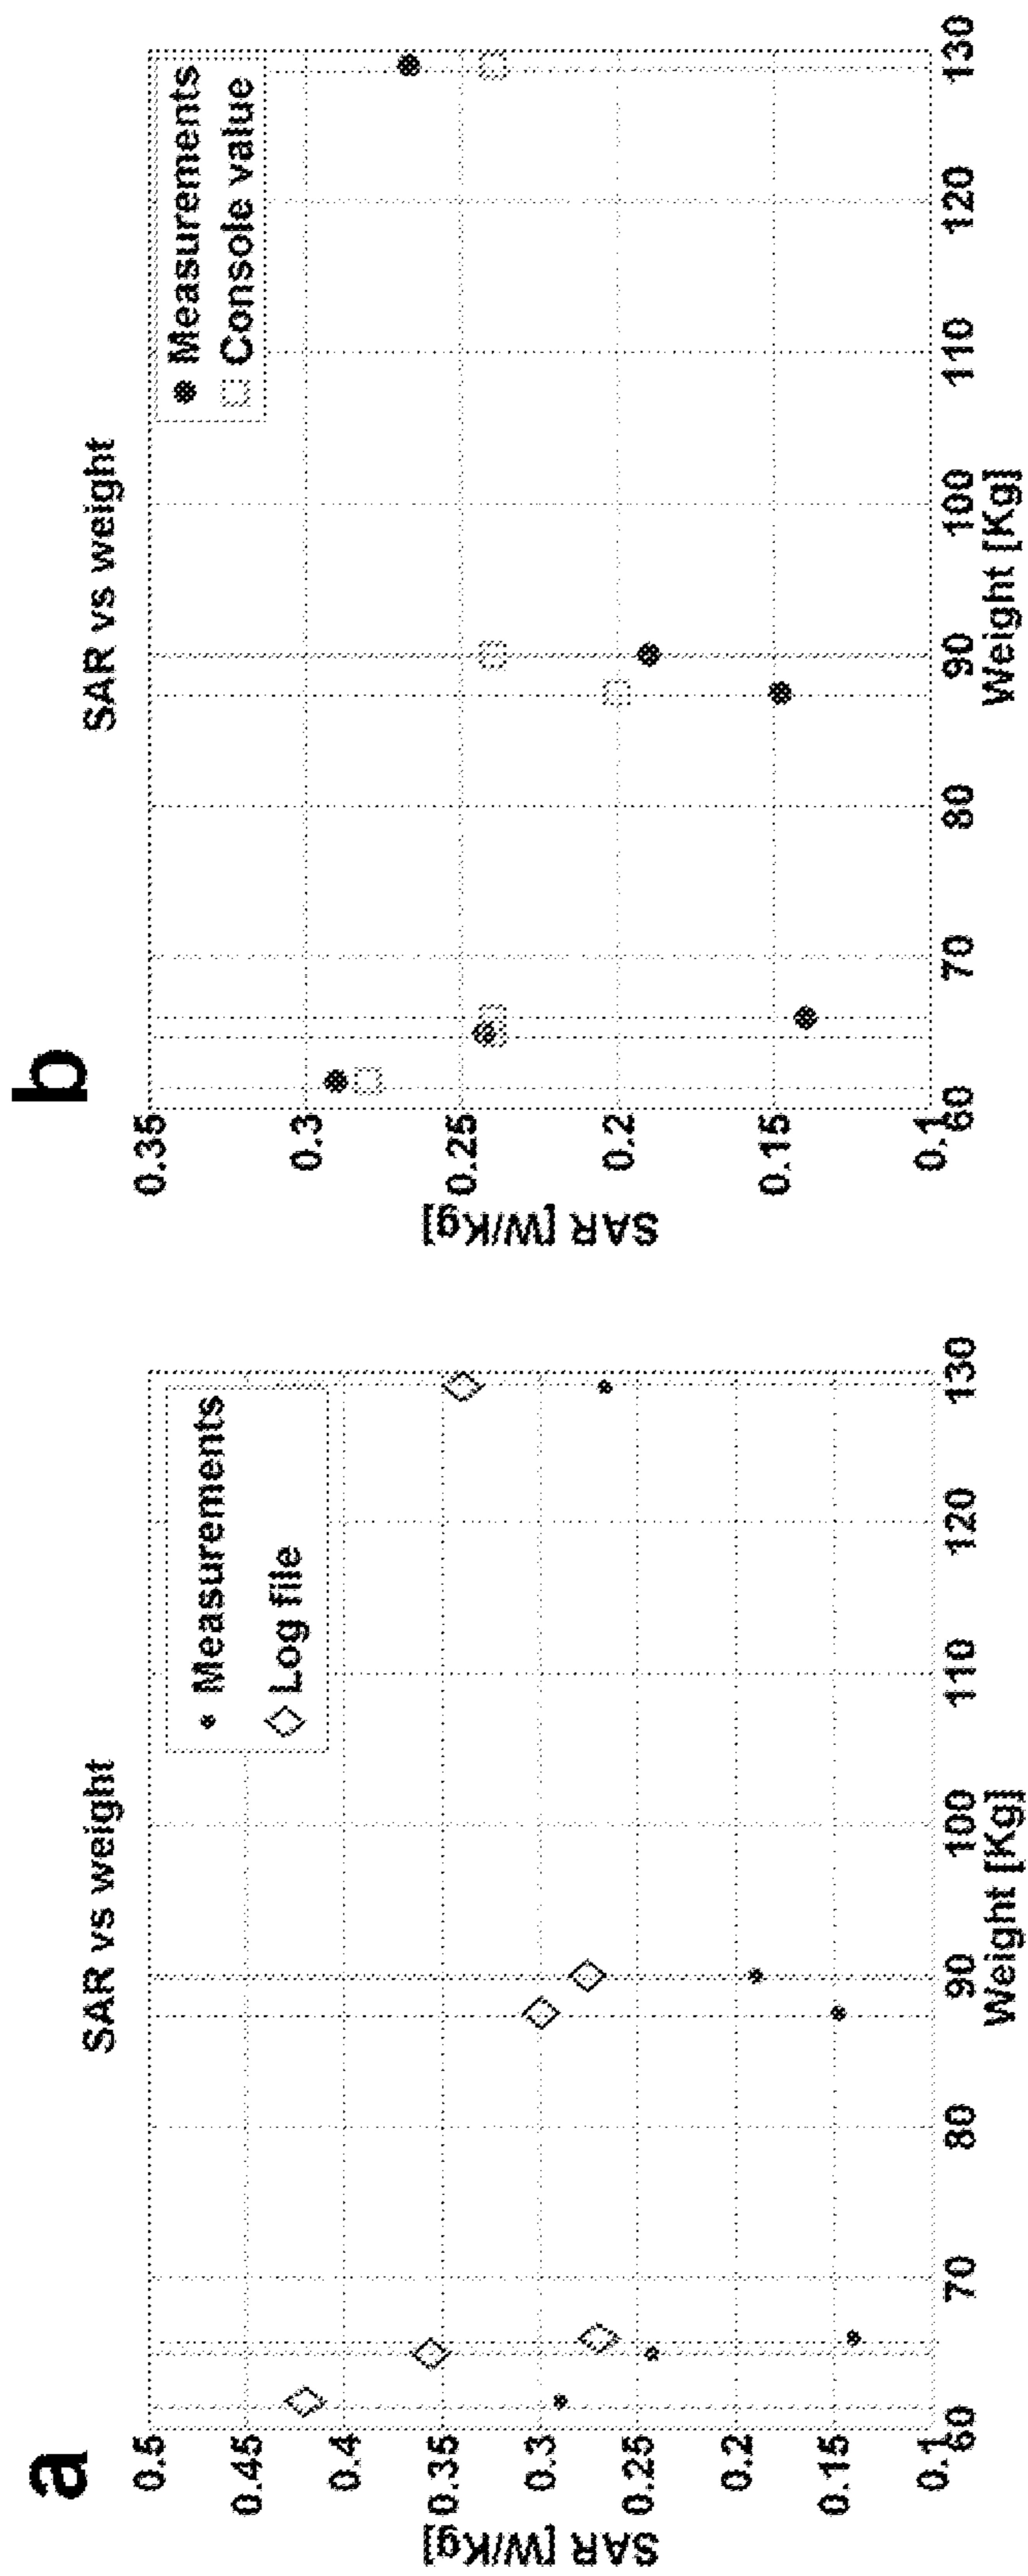 a
SAR vs weight
SAR [W/Kg]
0.5
0.45
0.4
0.35
0.3
0.25
0.2
0.15
0.1
60
70
80
90
100
110
120
130
Weight [Kg]
Measurements
Log file
b
SAR vs weight
SAR [W/Kg]
0.35
0.3
0.25
0.2
0.15
0.1
60
70
80
90
100
110
120
130
Weight [Kg]
Measurements
Console value